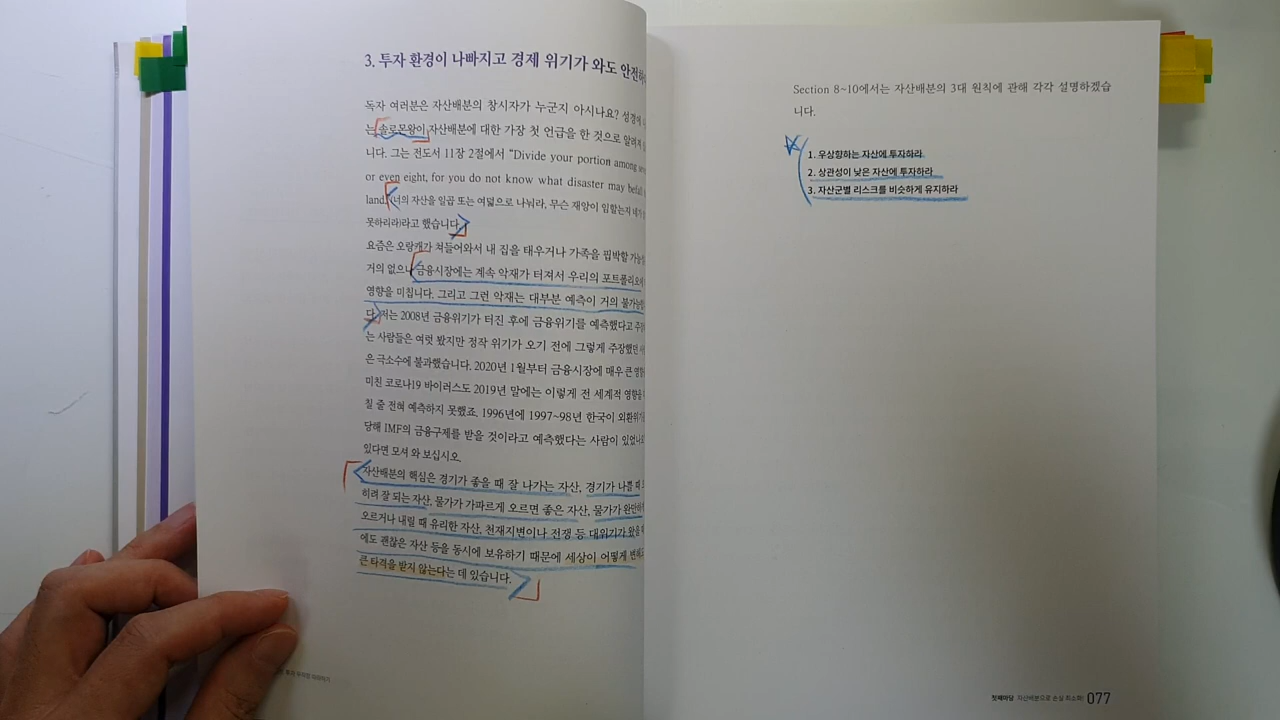 3. 투자 환경이 나빠지고 경제 위기가 와도
독자 여러분은 자산배분의 창시자가 누군지 아시나요? 성경에
는 솔로몬왕이 자산배분에 대한 가장 첫 언급을 한 것으로 알려져
니다. 그는 전도서 11장 2절에서 “Divide your portion among
or even eight, for you do not know what disaster may
land.(너의 자산을 일곱 또는 여덟으로 나눠라, 무슨 재앙이 임할는지 네가
못하리라)라고 했습니다.
요즘은 오랑캐가 쳐들어와서 내 집을 태우거나 가족을 핍박할
거의 없으나 금융시장에는 계속 악재가 터져서 우리의 포트폴리오에
영향을 미칩니다. 그리고 그런 악재는 대부분 예측이 거의
다. 저는 2008년 금융위기가 터진 후에 금융위기를 예측했다고
는 사람들은 여럿 봤지만 정작 위기가 오기 전에 그렇게 주장했던
은 극소수에 불과했습니다. 2020년 1월부터 금융시장에 매우 큰
미친 코로나19 바이러스도 2019년 말에는 이렇게 전 세계적 영향을
칠 줄 전혀 예측하지 못했죠. 1996년에 1997~98년 한국이
당해 IMF의 금융구제를 받을 것이라고 예측했다는 사람이
있다면 모셔 와 보십시오.
자산배분의 핵심은 경기가 좋을 때 잘 나가는 자산, 경기가 나쁠 때
히려 잘 되는 자산, 물가가 가파르게 오르면 좋은 자산, 물가가
오르거나 내릴 때 유리한 자산, 천재지변이나 전쟁 등 대위기가 왔을
에도 괜찮은 자산 등을 동시에 보유하기 때문에 세상이 어떻게
큰 타격을 받지 않는다는 데 있습니다.
Section 8~10에서는 자산배분의 3대 원칙에 관해 각각 설명하겠습
니다.
1. 우상향하는 자산에 투자하라
2. 상관성이 낮은 자산에 투자하라
3. 자산군별 리스크를 비슷하게 유지하라
첫째마당 자산배분으로 손실 최소화! 077